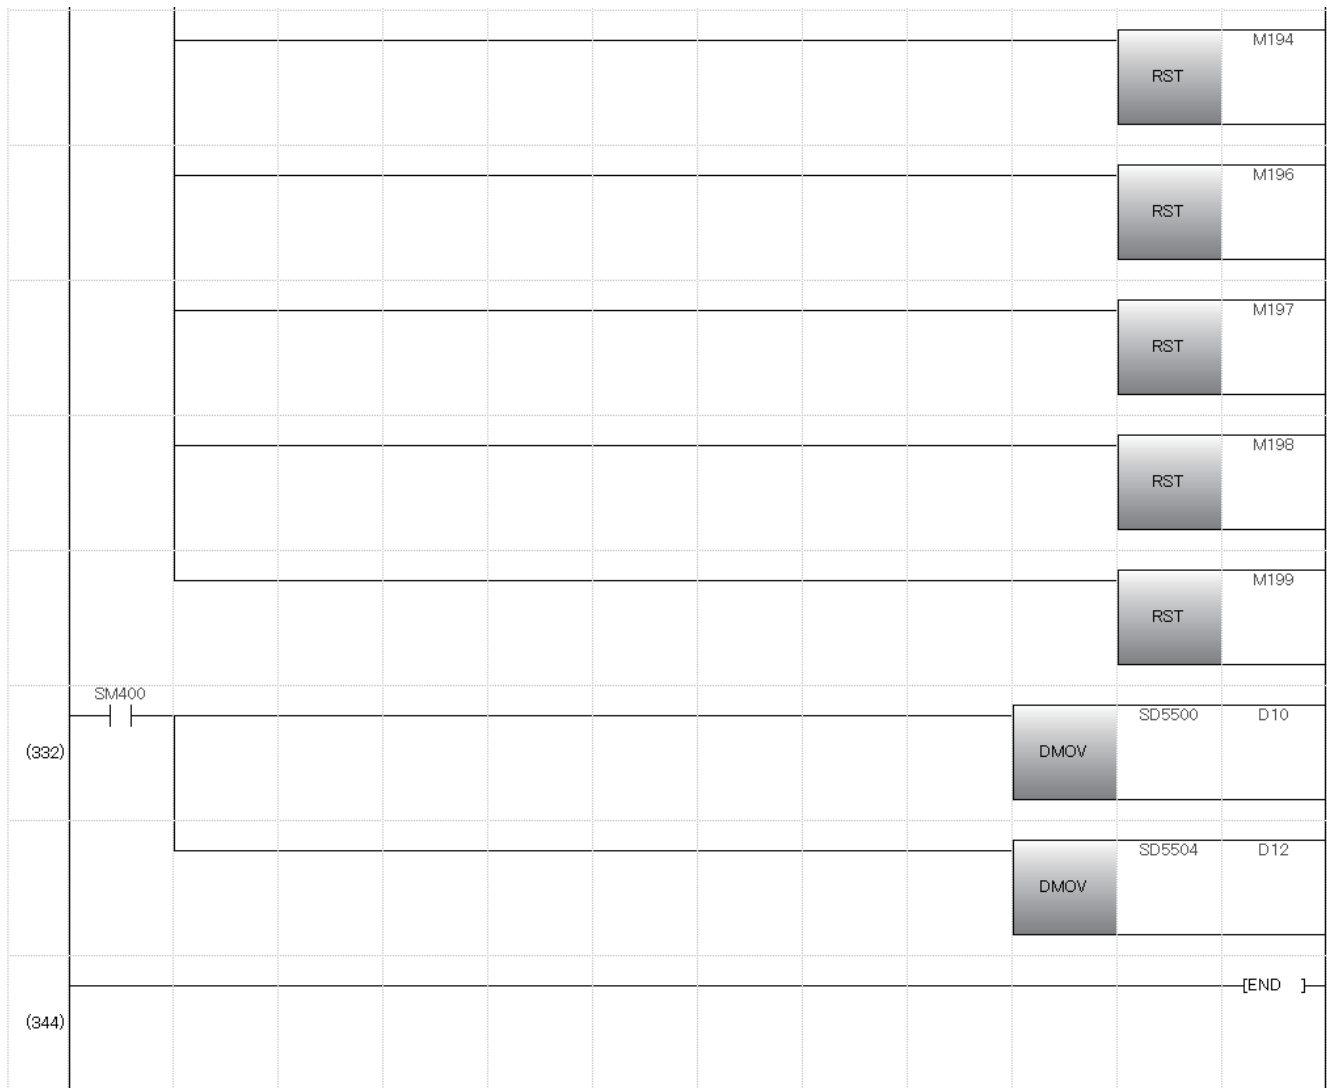 M194
RST
M196
RST
M197
RST
M198
RST
M199
RST
SM400
SD5500 D10
(332) DMOV
SD5504 D12
DMOV
[END ]
(344)